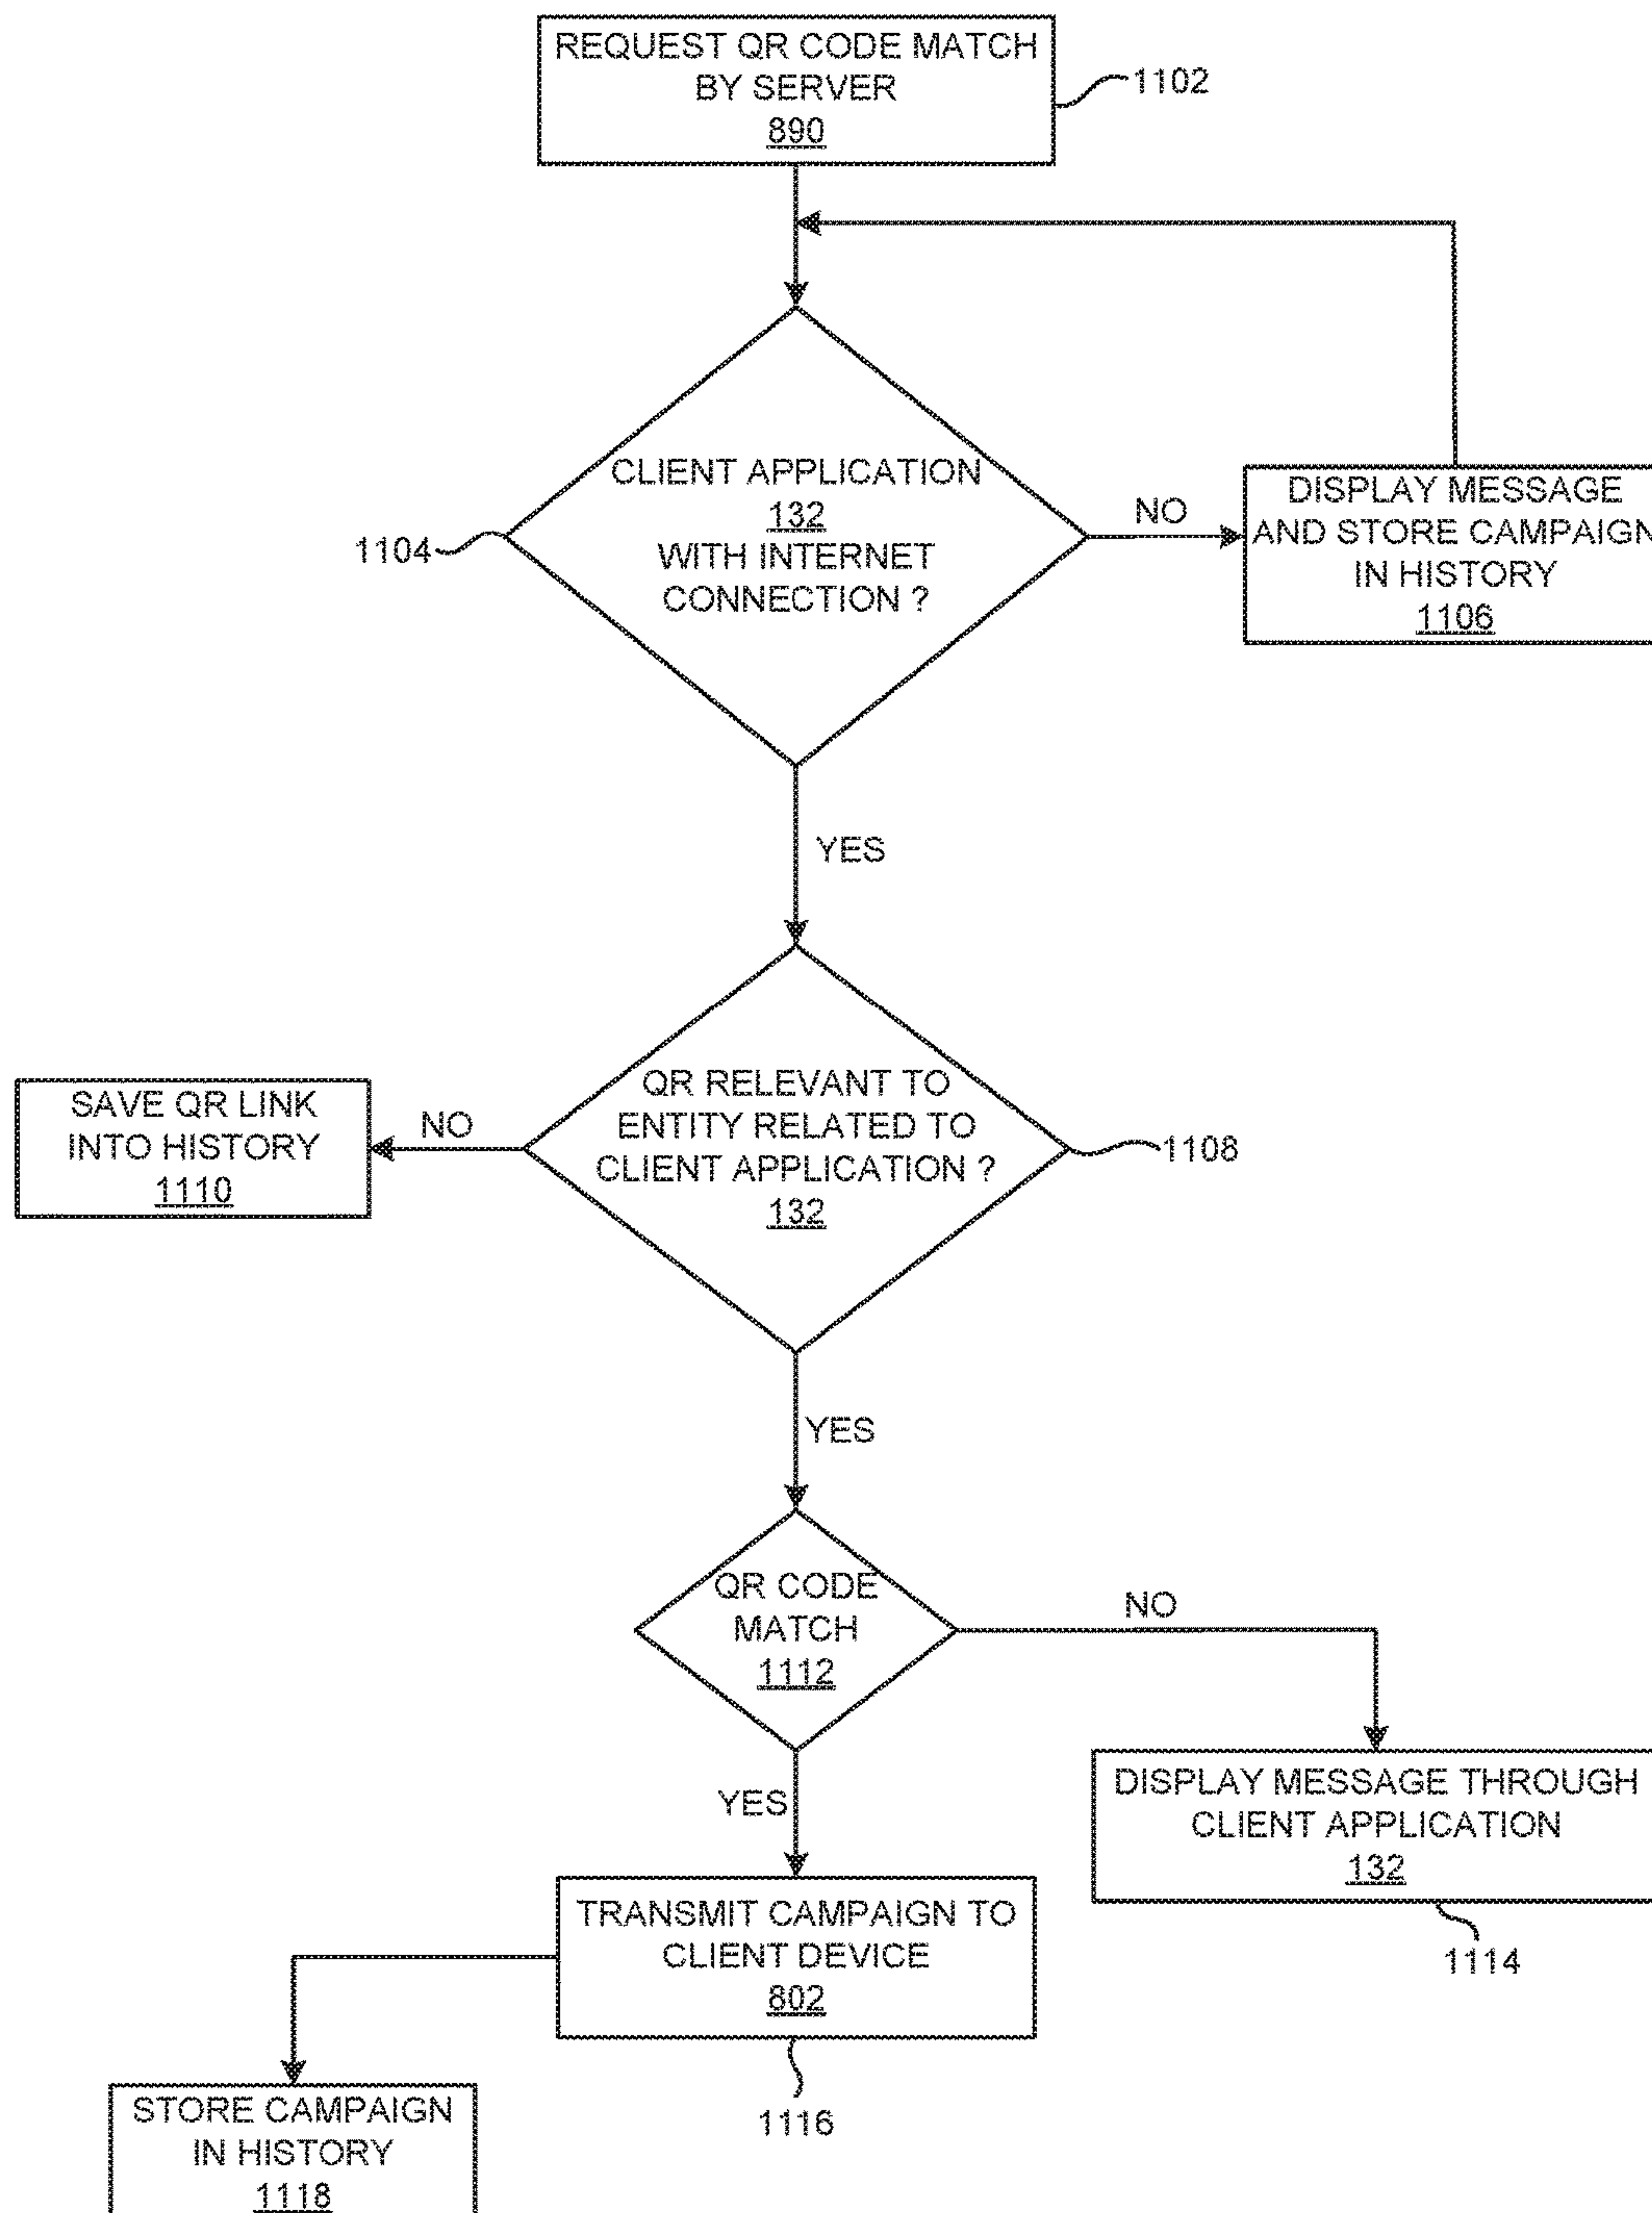 REQUEST QR CODE MATCH
BY SERVER
890
1102
CLIENT APPLICATION
132
WITH INTERNET
CONNECTION ?
1104
NO
DISPLAY MESSAGE
AND STORE CAMPAIGN
IN HISTORY
1106
YES
QR RELEVANT TO
ENTITY RELATED TO
CLIENT APPLICATION ?
132
1108
NO
SAVE QR LINK
INTO HISTORY
1110
YES
QR CODE
MATCH
1112
NO
DISPLAY MESSAGE THROUGH
CLIENT APPLICATION
132
1114
YES
TRANSMIT CAMPAIGN TO
CLIENT DEVICE
802
1116
STORE CAMPAIGN
IN HISTORY
1118